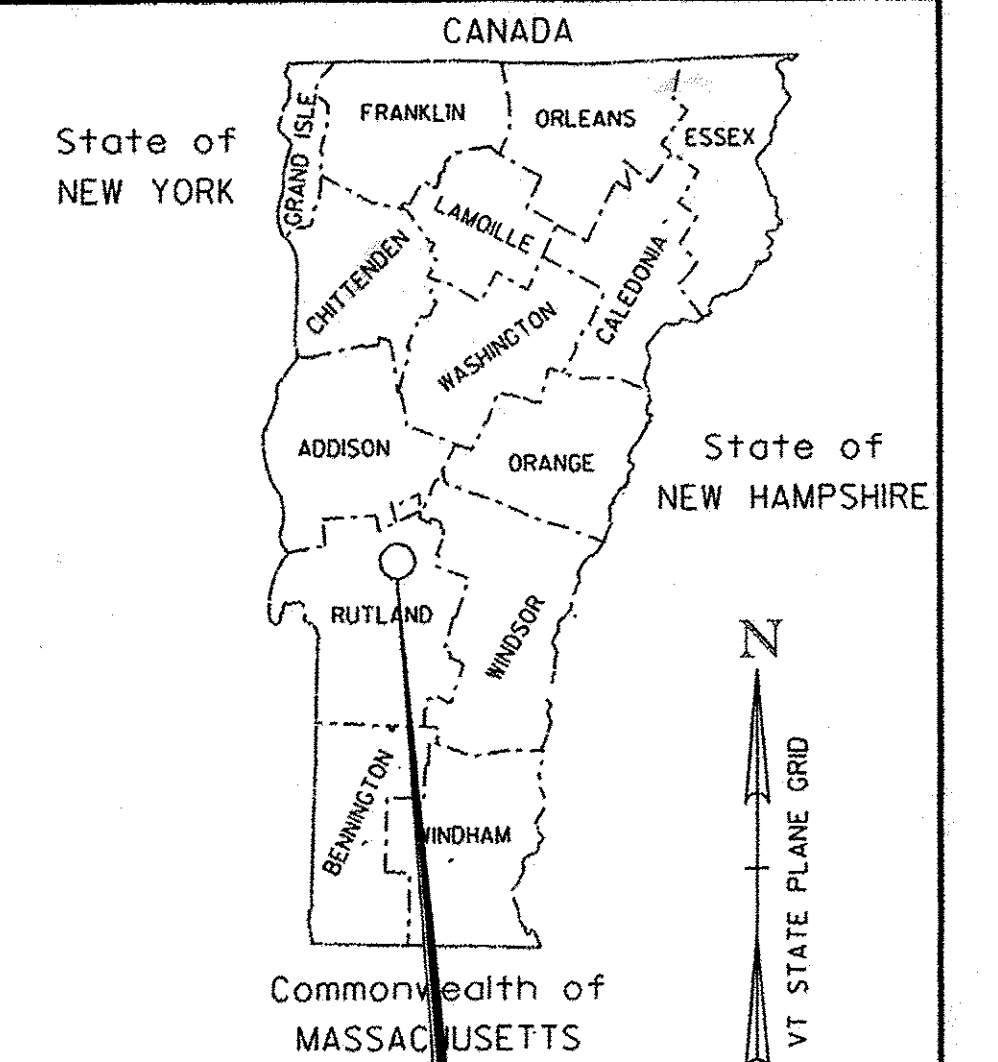 CANADA
State of
NEW YORK
GRAND ISLE
FRANKLIN
ORLEANS
ESSEX
LAMOILLE
CHITTENDEN
CALEDONIA
WASHINGTON
ADDISON
ORANGE
State of
NEW HAMPSHIRE
RUTLAND
WINDSOR
N
VT STATE PLANE GRID
BENNINGTON
WINDHAM
Commonwealth of
MASSACHUSETTS